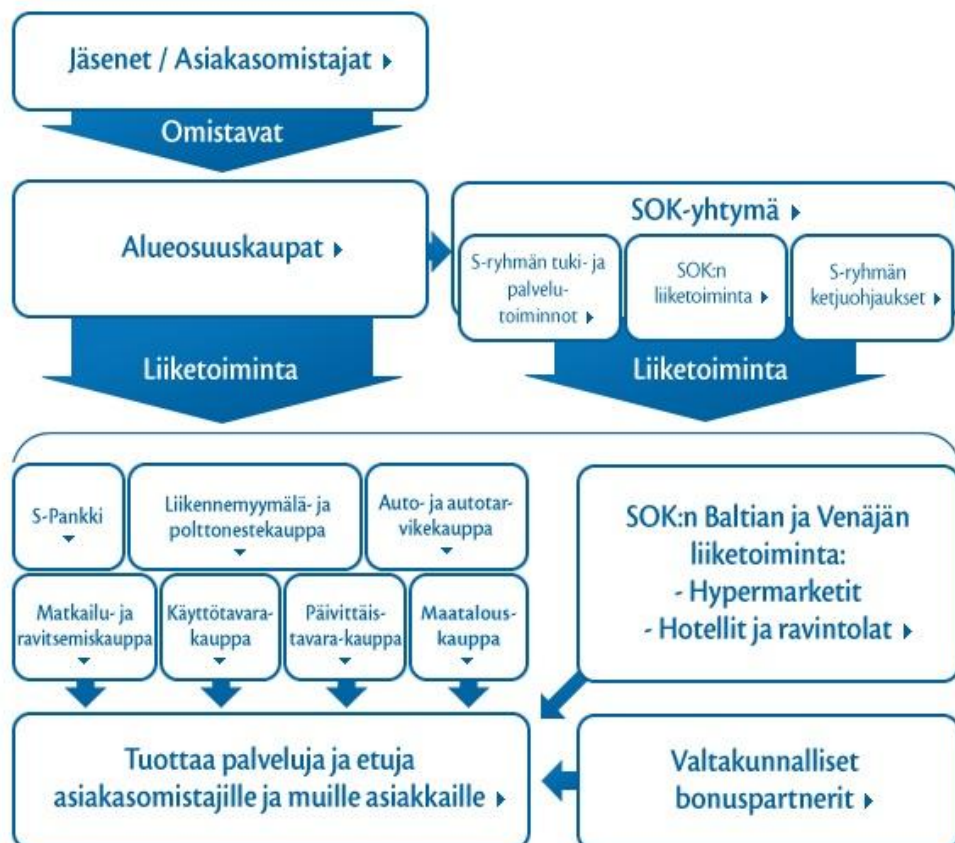 Jäsenet / Asiakasomistajat
Omistavat
Alueosuuskaupat
SOK-yhtymä
S-ryhmän tuki- ja
palvelu-
toiminnot
SOK:n
liiketoiminta
S-ryhmän
ketjuohjaukset
Liiketoiminta
Liiketoiminta
S-Pankki
Liikennemyymälä- ja
polttonestekauppa
Auto- ja autotar-
vikekauppa
Matkailu- ja
ravitsemiskauppa
Käyttötavara-
kauppa
Päivittäis-
tavara-kauppa
Maatalous-
kauppa
SOK:n Baltian ja Venäjän
liiketoiminta:
- Hypermarketit
- Hotellit ja ravintolat
Tuottaa palveluja ja etuja
asiakasomistajille ja muille asiakkaille
Valtakunnalliset
bonuspartnerit